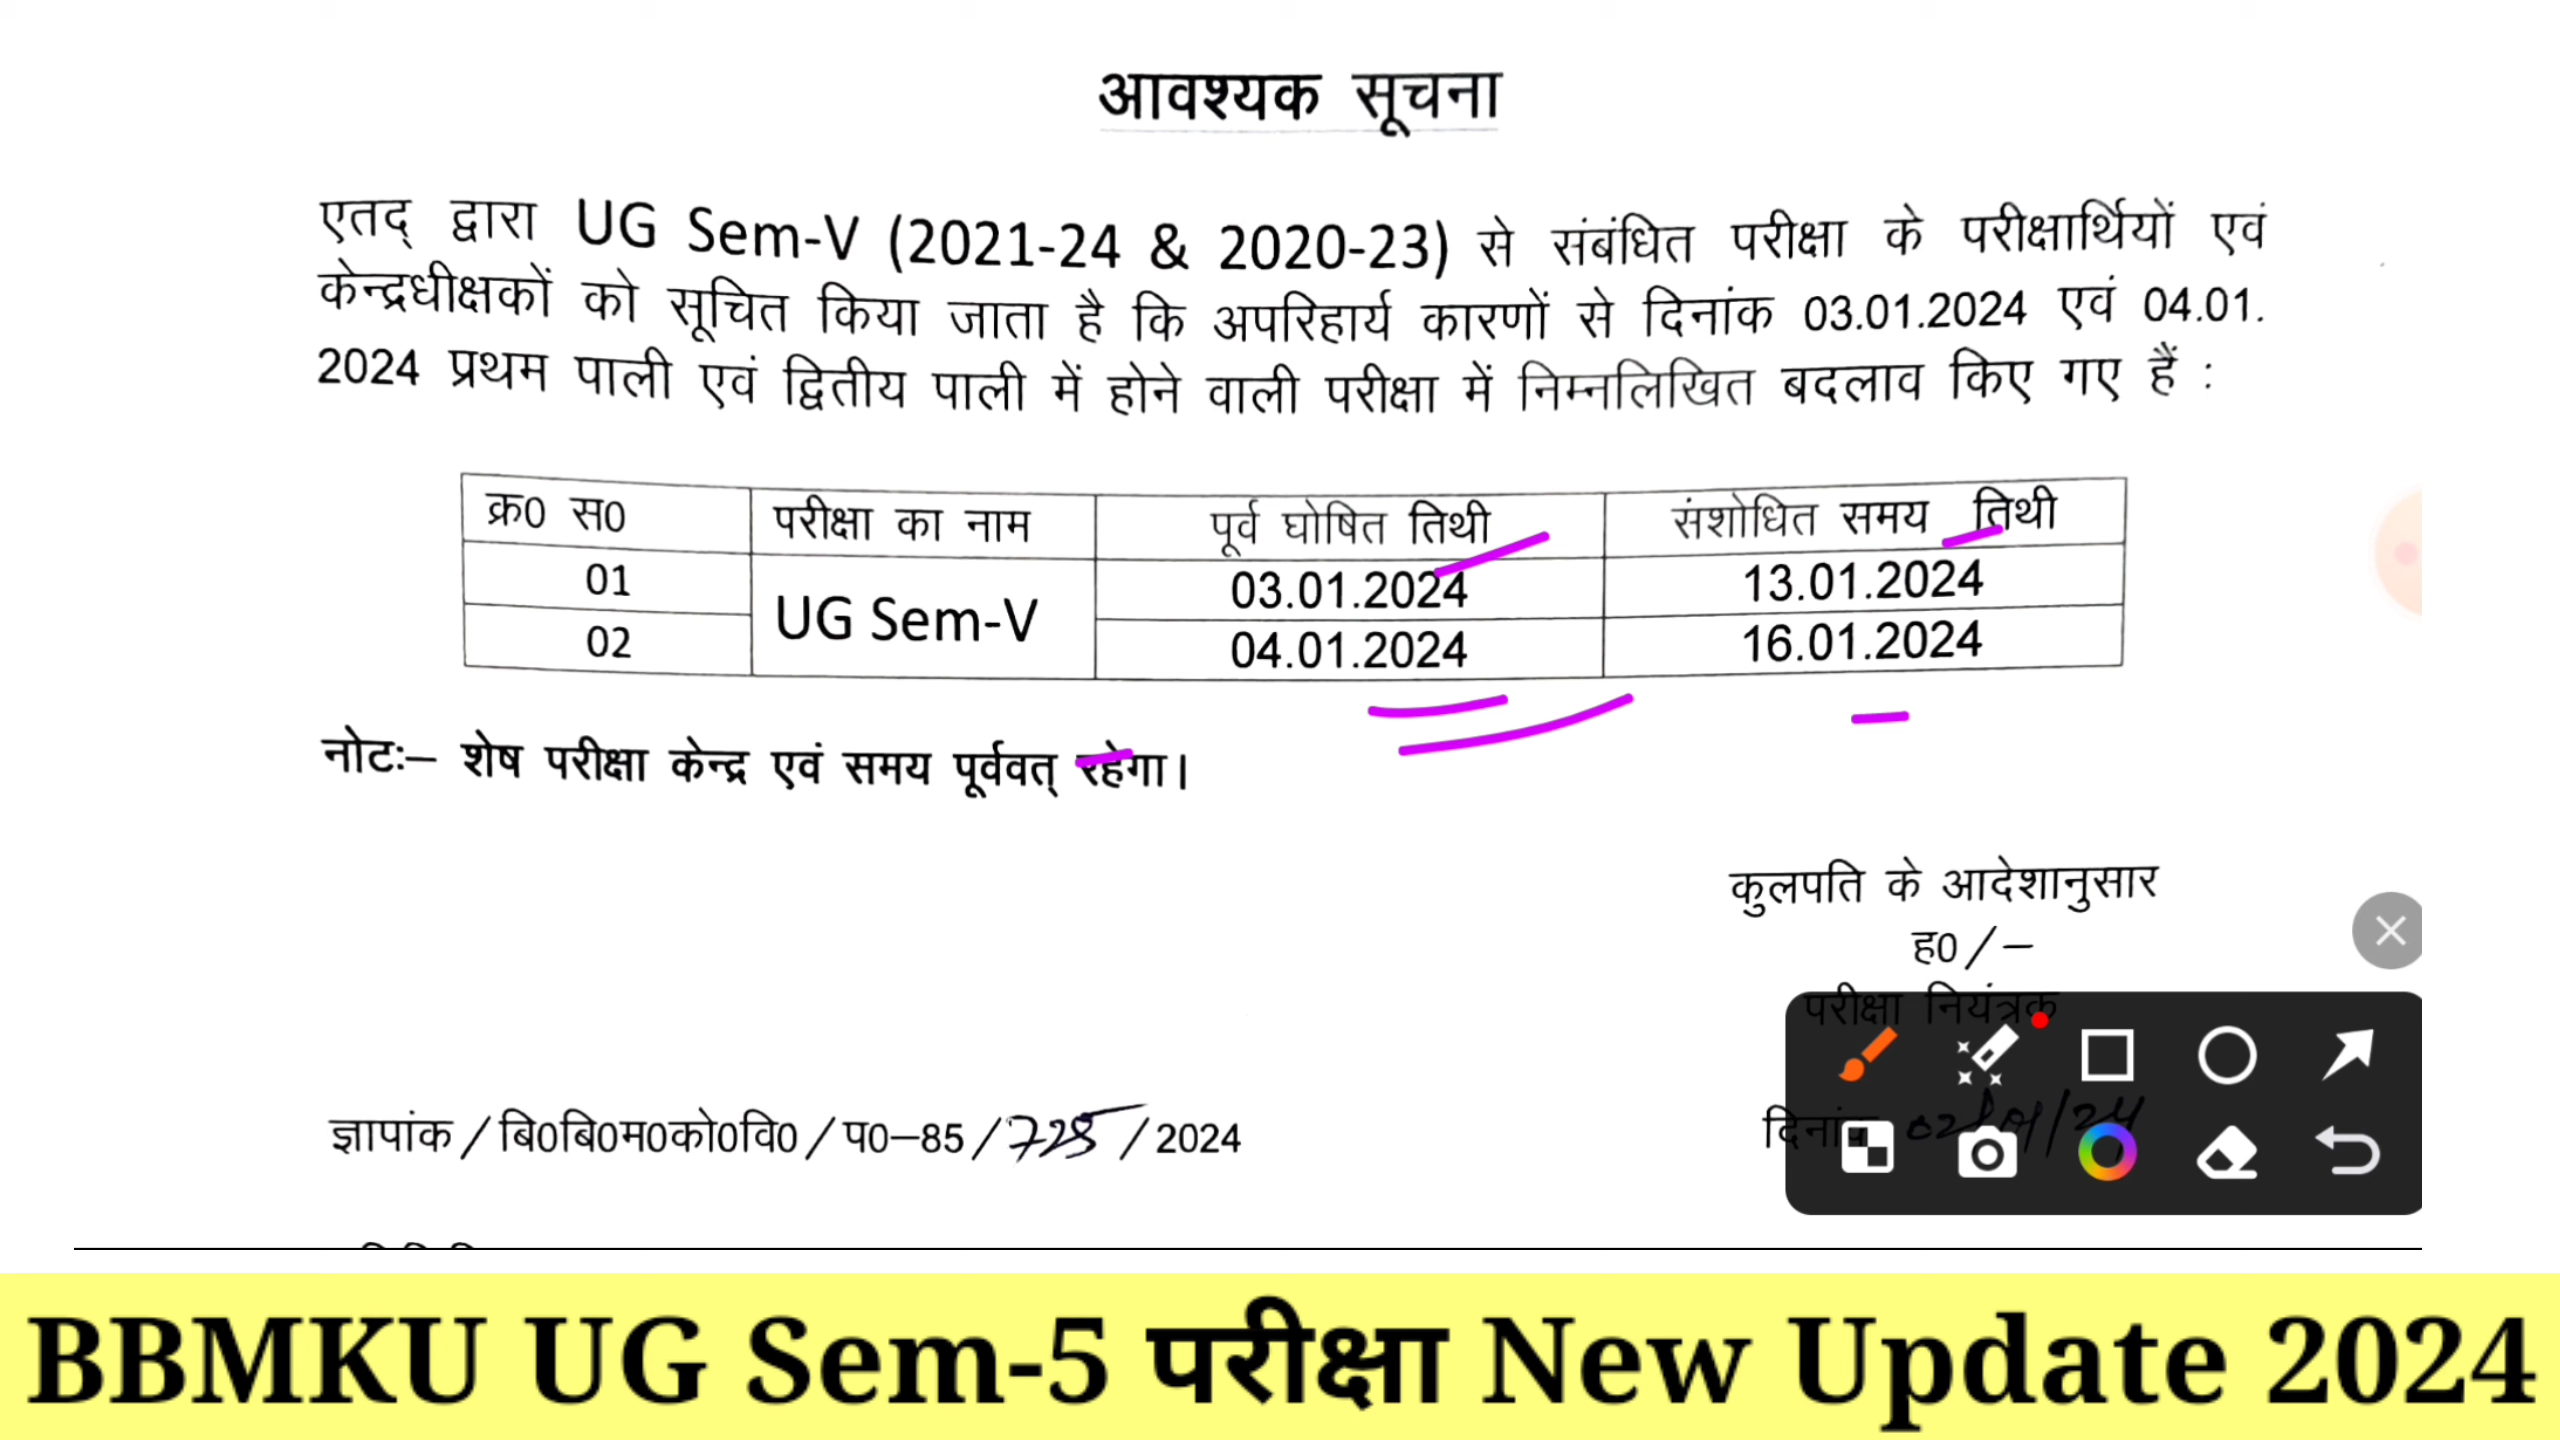 आवश्यक सूचना
एतद् द्वारा UG Sem-V (2021-24 & 2020-23) से संबंधित परीक्षा के परीक्षार्थियों एवं
केन्द्रधीक्षकों को सूचित किया जाता है कि अपरिहार्य कारणों से दिनांक 03.01.2024 एवं 04.01.
2024 प्रथम पाली एवं द्वितीय पाली में होने वाली परीक्षा में निम्नलिखित बदलाव किए गए हैं :
क्र0 स0 परीक्षा का नाम पूर्व घोषित तिथी संशोधित समय तिथी
01 UG Sem-V 03.01.2024 13.01.2024
02 04.01.2024 16.01.2024
नोटः– शेष परीक्षा केन्द्र एवं समय पूर्ववत् रहेगा।
कुलपति के आदेशानुसार
ह0/–
परीक्षा नियंत्रक
ज्ञापांक/बि0बि0म0को0वि0/प0–85/725/2024
दिनांक 02/01/24
BBMKU UG Sem-5 परीक्षा New Update 2024